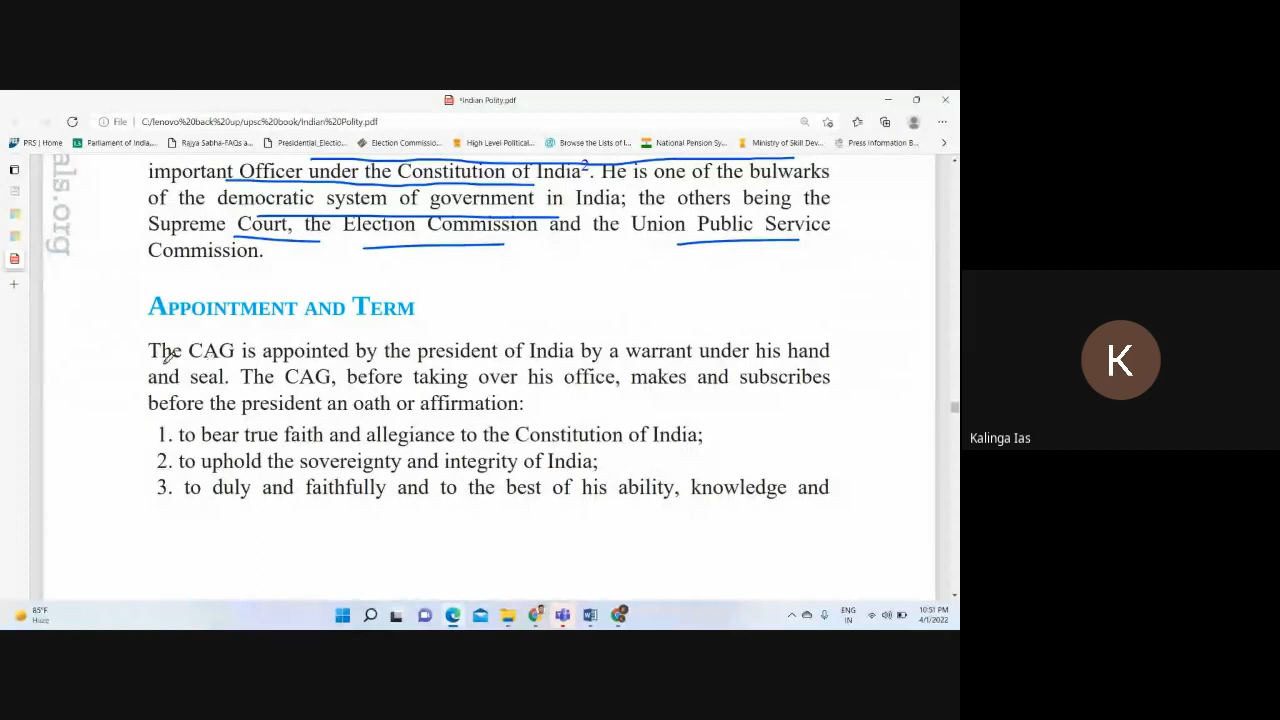 *Indian Polity.pdf
File | C:/lenovo%20back%20up/upsc%20book/Indian%20Polity.pdf
PRS | Home
Parliament of India,...
Rajya Sabha-FAQs a...
Presidential_Electio...
Election Commissio...
High Level Political...
Browse the Lists of I...
National Pension Sy...
Ministry of Skill Dev...
Press Information B...
als.org
important Officer under the Constitution of India2. He is one of the bulwarks
of the democratic system of government in India; the others being the
Supreme Court, the Election Commission and the Union Public Service
Commission.
APPOINTMENT AND TERM
The CAG is appointed by the president of India by a warrant under his hand
and seal. The CAG, before taking over his office, makes and subscribes
before the president an oath or affirmation:
1. to bear true faith and allegiance to the Constitution of India;
2. to uphold the sovereignty and integrity of India;
3. to duly and faithfully and to the best of his ability, knowledge and
K
Kalinga Ias
85°F
Haze
ENG
IN
10:51 PM
4/1/2022